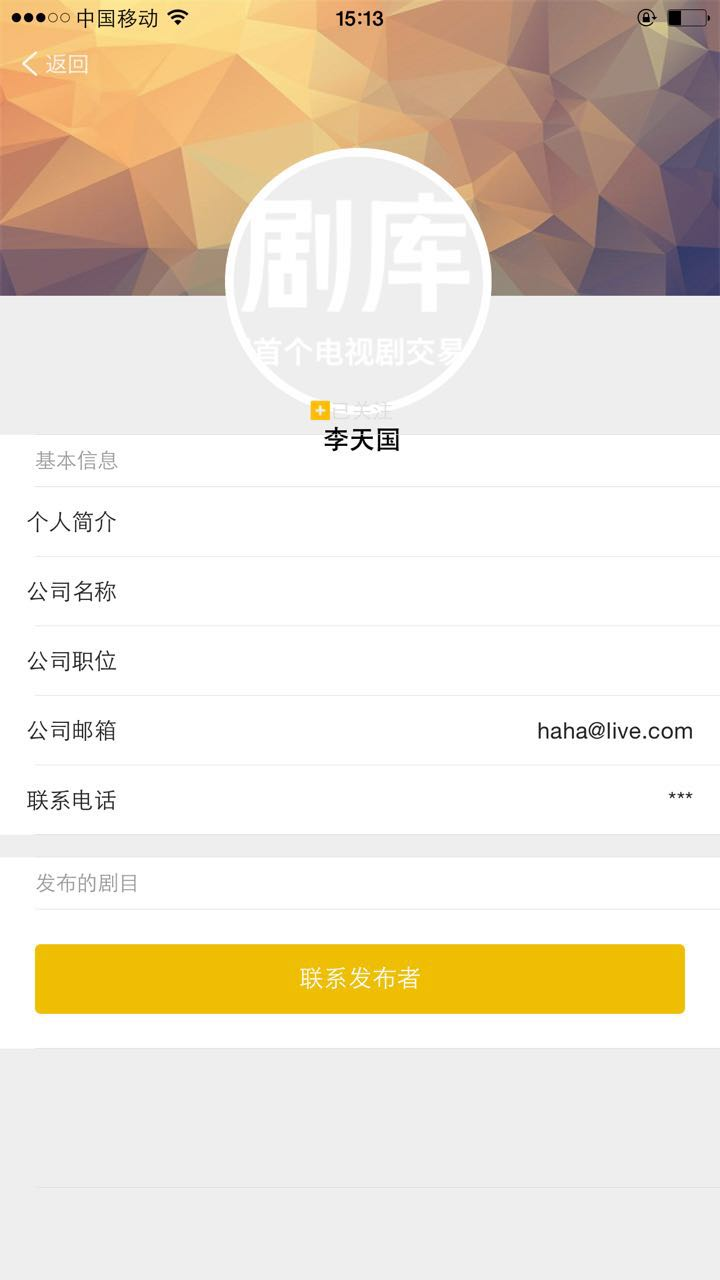 中国移动 15:13
返回
剧库
首个电视剧交易
已关注
李天国
基本信息
个人简介
公司名称
公司职位
公司邮箱 haha@live.com
联系电话 ***
发布的剧目
联系发布者